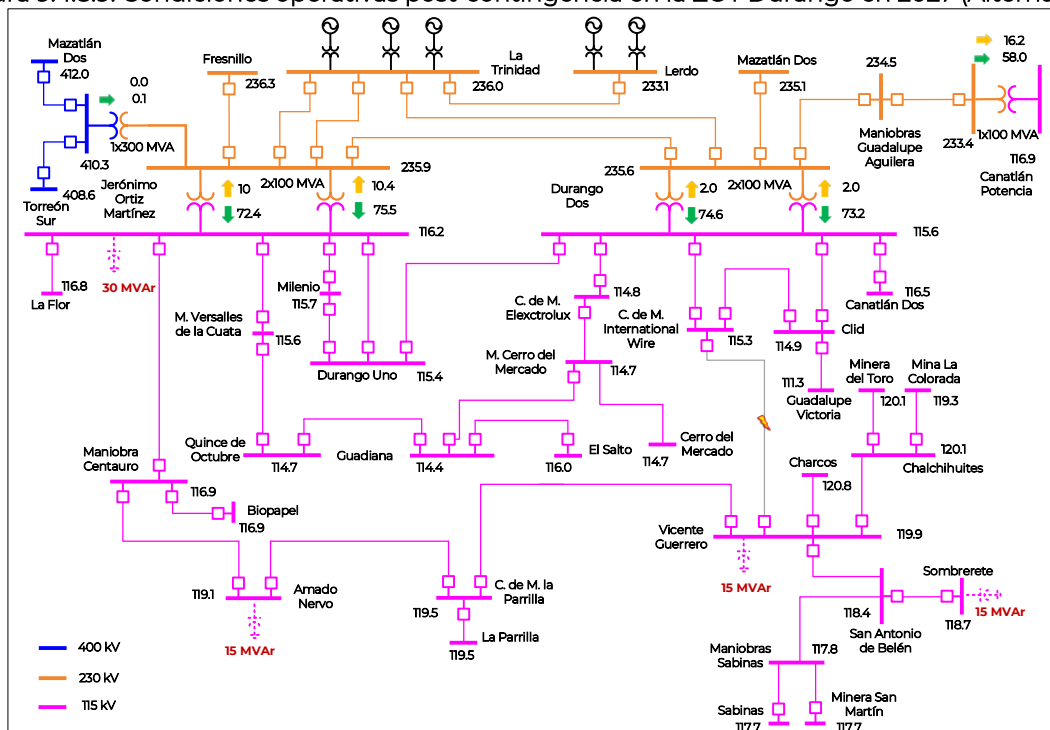 Mazatlán
Dos
412.0
0.0
0.1
1x300 MVA
410.3
408.6
Torreón
Sur
Jerónimo
Ortiz
Martínez
Fresnillo
236.3
La
Trinidad
236.0
Lerdo
233.1
Mazatlán Dos
235.1
234.5
Maniobras
Guadalupe
Aguilera
16.2
58.0
233.4
1x100 MVA
116.9
Canatlán
Potencia
235.9
2x100 MVA
10
72.4
10.4
75.5
116.2
235.6
Durango
Dos
2x100 MVA
2.0
74.6
2.0
73.2
115.6
116.8
La Flor
30 MVAr
M. Versalles
de la Cuata
115.6
Milenio
115.7
Durango Uno
115.4
C. de M.
Elexctrolux
114.8
C. de M.
International
Wire
115.3
Clid
114.9
Canatlán Dos
116.5
M. Cerro del
Mercado
114.7
111.3
Guadalupe
Victoria
Minera
del Toro
120.1
Mina La
Colorada
119.3
120.1
Chalchihuites
Quince de
Octubre
114.7
Guadiana
114.4
El Salto
116.0
Cerro del
Mercado
114.7
Maniobra
Centauro
116.9
Biopapel
116.9
Charcos
120.8
Vicente
Guerrero
119.9
15 MVAr
119.1
Amado
Nervo
15 MVAr
C. de M. la
Parrilla
119.5
La Parrilla
119.5
Sombrerete
118.4
118.7
15 MVAr
San Antonio
de Belén
Maniobras
Sabinas
117.8
Sabinas
117.7
Minera San
Martín
117.7
400 kV
230 kV
115 kV